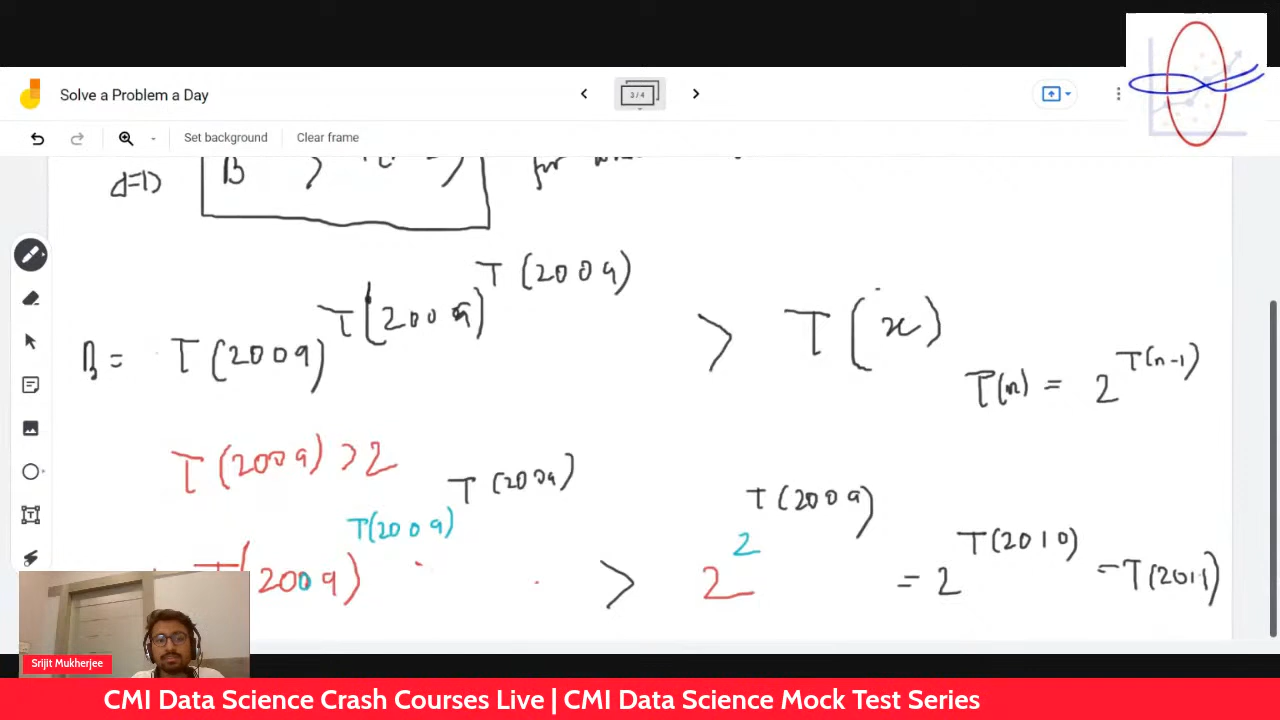 Solve a Problem a Day
3 / 4
Set background
Clear frame
d=1)
B
for
B = T(2009)^T(2009)^T(2009) > T(x)
T(n) = 2^T(n-1)
T(2009) > 2
T(2009)^T(2009)^T(2009) > 2^2^T(2009) = 2^T(2010) = T(2011)
Srijit Mukherjee
CMI Data Science Crash Courses Live | CMI Data Science Mock Test Series